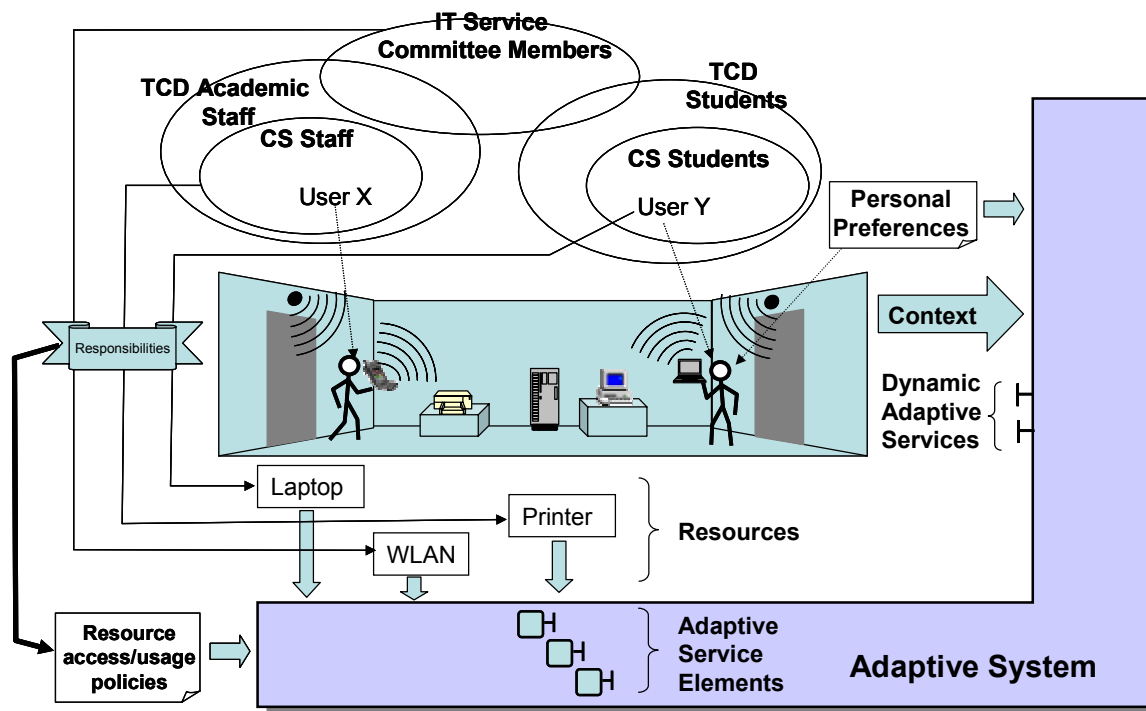 IT Service
Committee Members
TCD Academic
Staff
TCD
Students
CS Staff
CS Students
User X
User Y
Personal
Preferences
Context
Responsibilities
Dynamic
Adaptive
Services
Laptop
Printer
WLAN
Resources
Resource
access/usage
policies
Adaptive
Service
Elements
Adaptive System